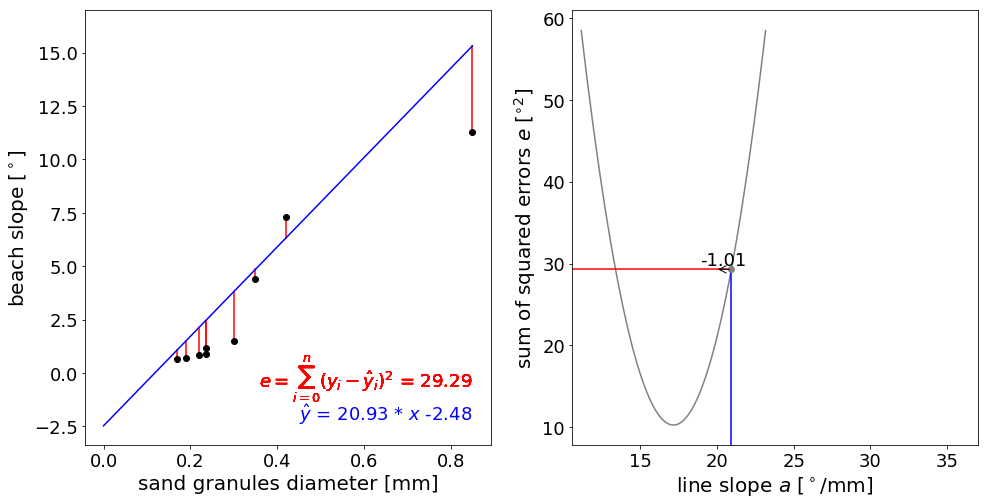 15.0
12.5
10.0
7.5
5.0
2.5
0.0
−2.5
beach slope [°]
0.0 0.2 0.4 0.6 0.8
sand granules diameter [mm]
e = ∑ⁿᵢ₌₀ (yᵢ − ŷᵢ)² = 29.29
ŷ = 20.93 * x -2.48
60
50
40
30
20
10
sum of squared errors e [°²]
-1.01
15 20 25 30 35
line slope a [°/mm]